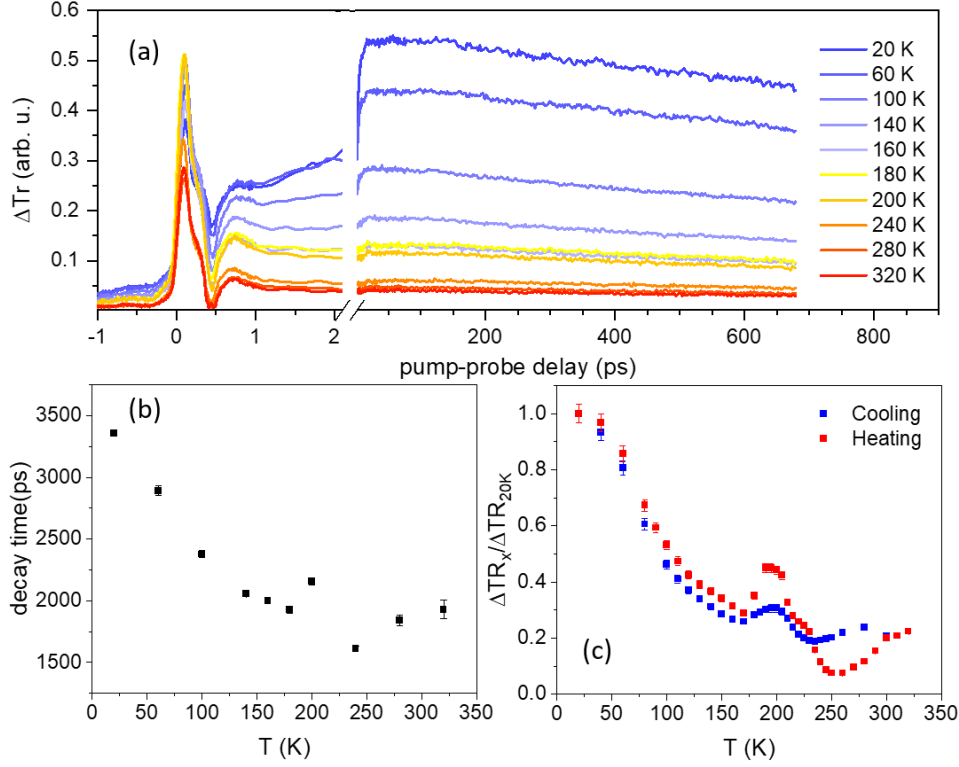 0.6
(a)
0.5
0.4
0.3
0.2
0.1
ΔTr (arb. u.)
20 K
60 K
100 K
140 K
160 K
180 K
200 K
240 K
280 K
320 K
-1 0 1 2 200 400 600 800
pump-probe delay (ps)
(b)
3500
3000
2500
2000
1500
decay time(ps)
0 50 100 150 200 250 300 350
T (K)
1.0
0.8
0.6
0.4
0.2
0.0
ΔTRx/ΔTR20K
Cooling
Heating
(c)
0 50 100 150 200 250 300 350
T (K)